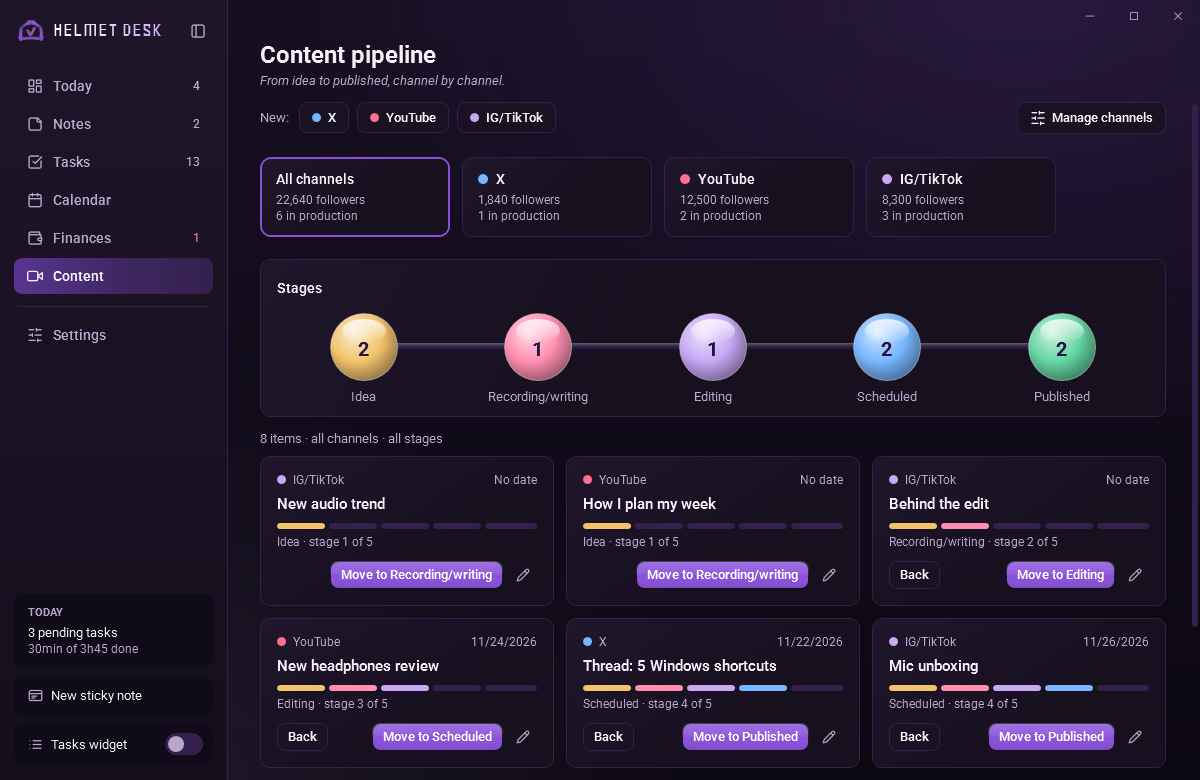 HELMET DESK
Today 4
Notes 2
Tasks 13
Calendar
Finances 1
Content
Settings
TODAY
3 pending tasks
30min of 3h45 done
New sticky note
Tasks widget
Content pipeline
From idea to published, channel by channel.
New: X YouTube IG/TikTok
Manage channels
All channels
22,640 followers
6 in production
X
1,840 followers
1 in production
YouTube
12,500 followers
2 in production
IG/TikTok
8,300 followers
3 in production
Stages
2
Idea
1
Recording/writing
1
Editing
2
Scheduled
2
Published
8 items · all channels · all stages
IG/TikTok No date
New audio trend
Idea · stage 1 of 5
Move to Recording/writing
YouTube No date
How I plan my week
Idea · stage 1 of 5
Move to Recording/writing
IG/TikTok No date
Behind the edit
Recording/writing · stage 2 of 5
Back Move to Editing
YouTube 11/24/2026
New headphones review
Editing · stage 3 of 5
Back Move to Scheduled
X 11/22/2026
Thread: 5 Windows shortcuts
Scheduled · stage 4 of 5
Back Move to Published
IG/TikTok 11/26/2026
Mic unboxing
Scheduled · stage 4 of 5
Back Move to Published